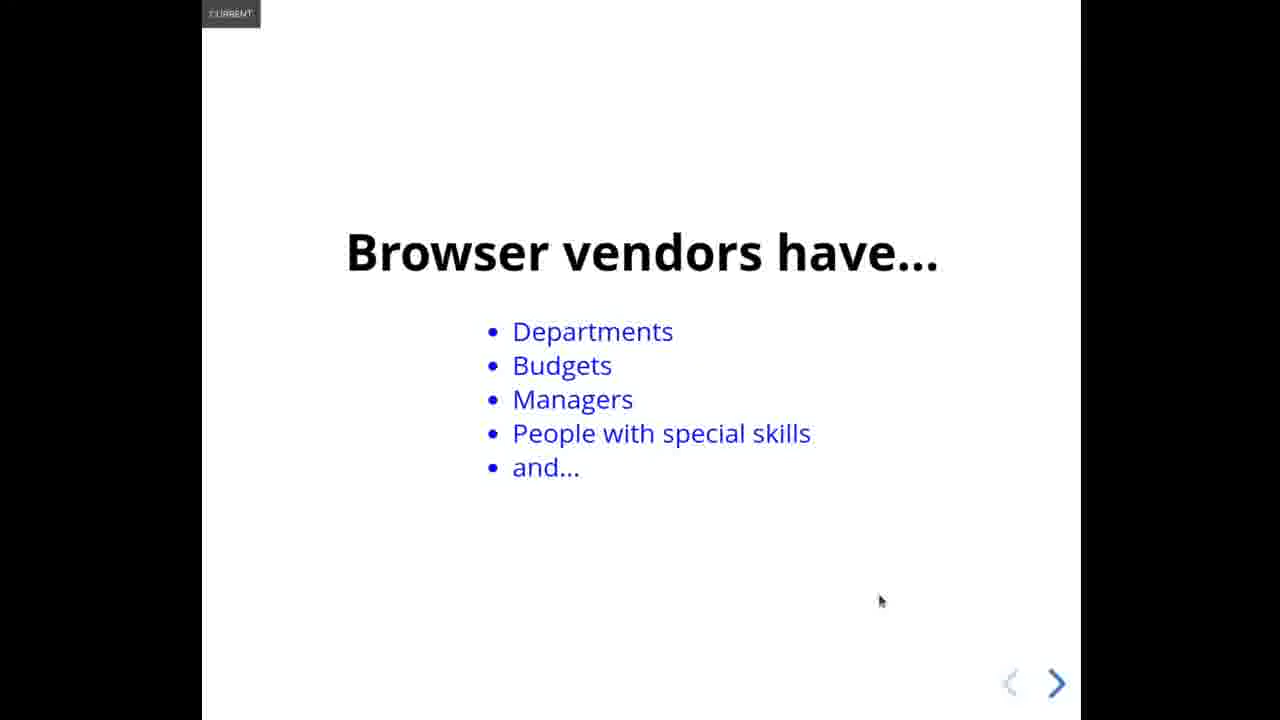 CURRENT
Browser vendors have...
• Departments
• Budgets
• Managers
• People with special skills
• and...